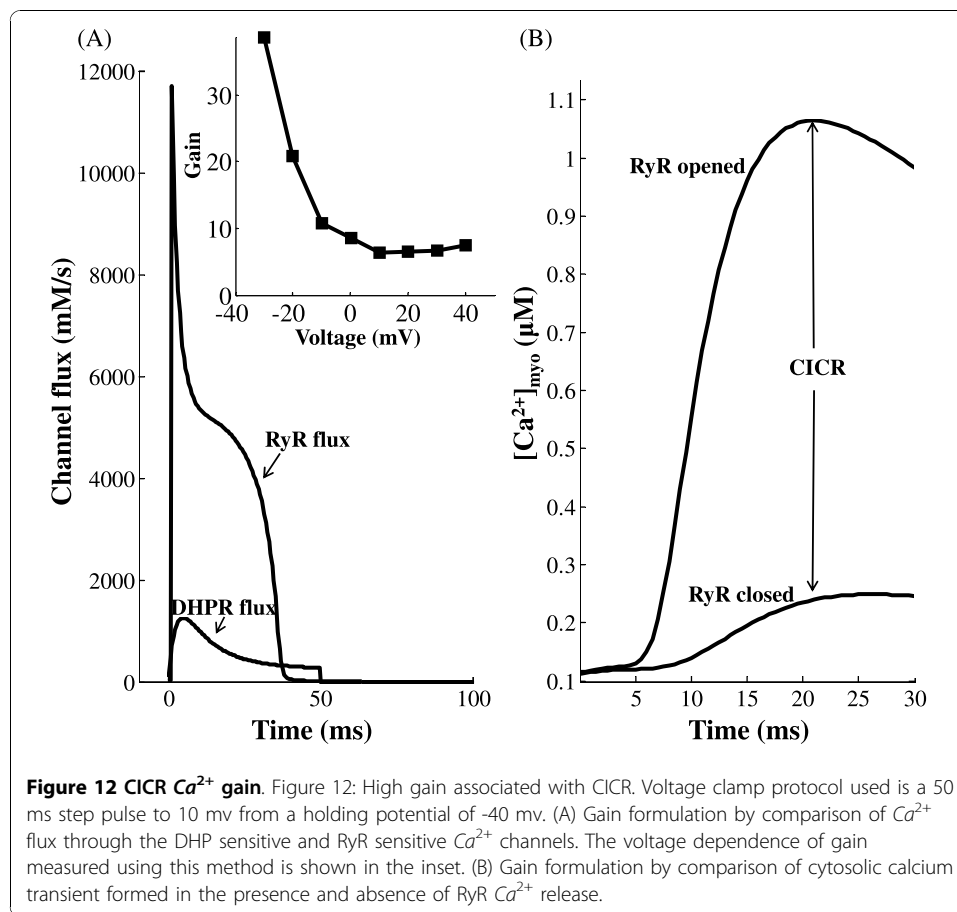 (A)
12000
10000
8000
6000
4000
2000
0
Channel flux (mM/s)
0
50
100
Time (ms)
RyR flux
DHPR flux
30
20
10
0
Gain
-40
-20
0
20
40
Voltage (mV)
(B)
1.1
1
0.9
0.8
0.7
0.6
0.5
0.4
0.3
0.2
0.1
[Ca²⁺]myo (µM)
5
10
15
20
25
30
Time (ms)
RyR opened
CICR
RyR closed
Figure 12 CICR Ca²⁺ gain. Figure 12: High gain associated with CICR. Voltage clamp protocol used is a 50
ms step pulse to 10 mv from a holding potential of -40 mv. (A) Gain formulation by comparison of Ca²⁺
flux through the DHP sensitive and RyR sensitive Ca²⁺ channels. The voltage dependence of gain
measured using this method is shown in the inset. (B) Gain formulation by comparison of cytosolic calcium
transient formed in the presence and absence of RyR Ca²⁺ release.